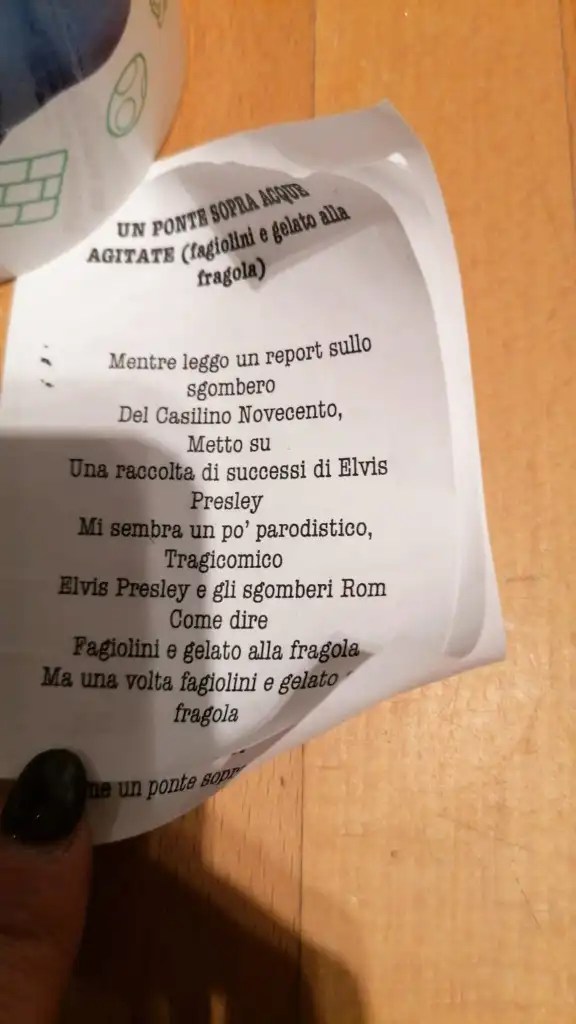 UN PONTE SOPRA ACQUE
AGITATE (fagiolini e gelato alla
fragola)
Mentre leggo un report sullo
sgombero
Del Casilino Novecento,
Metto su
Una raccolta di successi di Elvis
Presley
Mi sembra un po' parodistico,
Tragicomico
Elvis Presley e gli sgomberi Rom
Come dire
Fagiolini e gelato alla fragola
Ma una volta fagiolini e gelato
fragola
un ponte